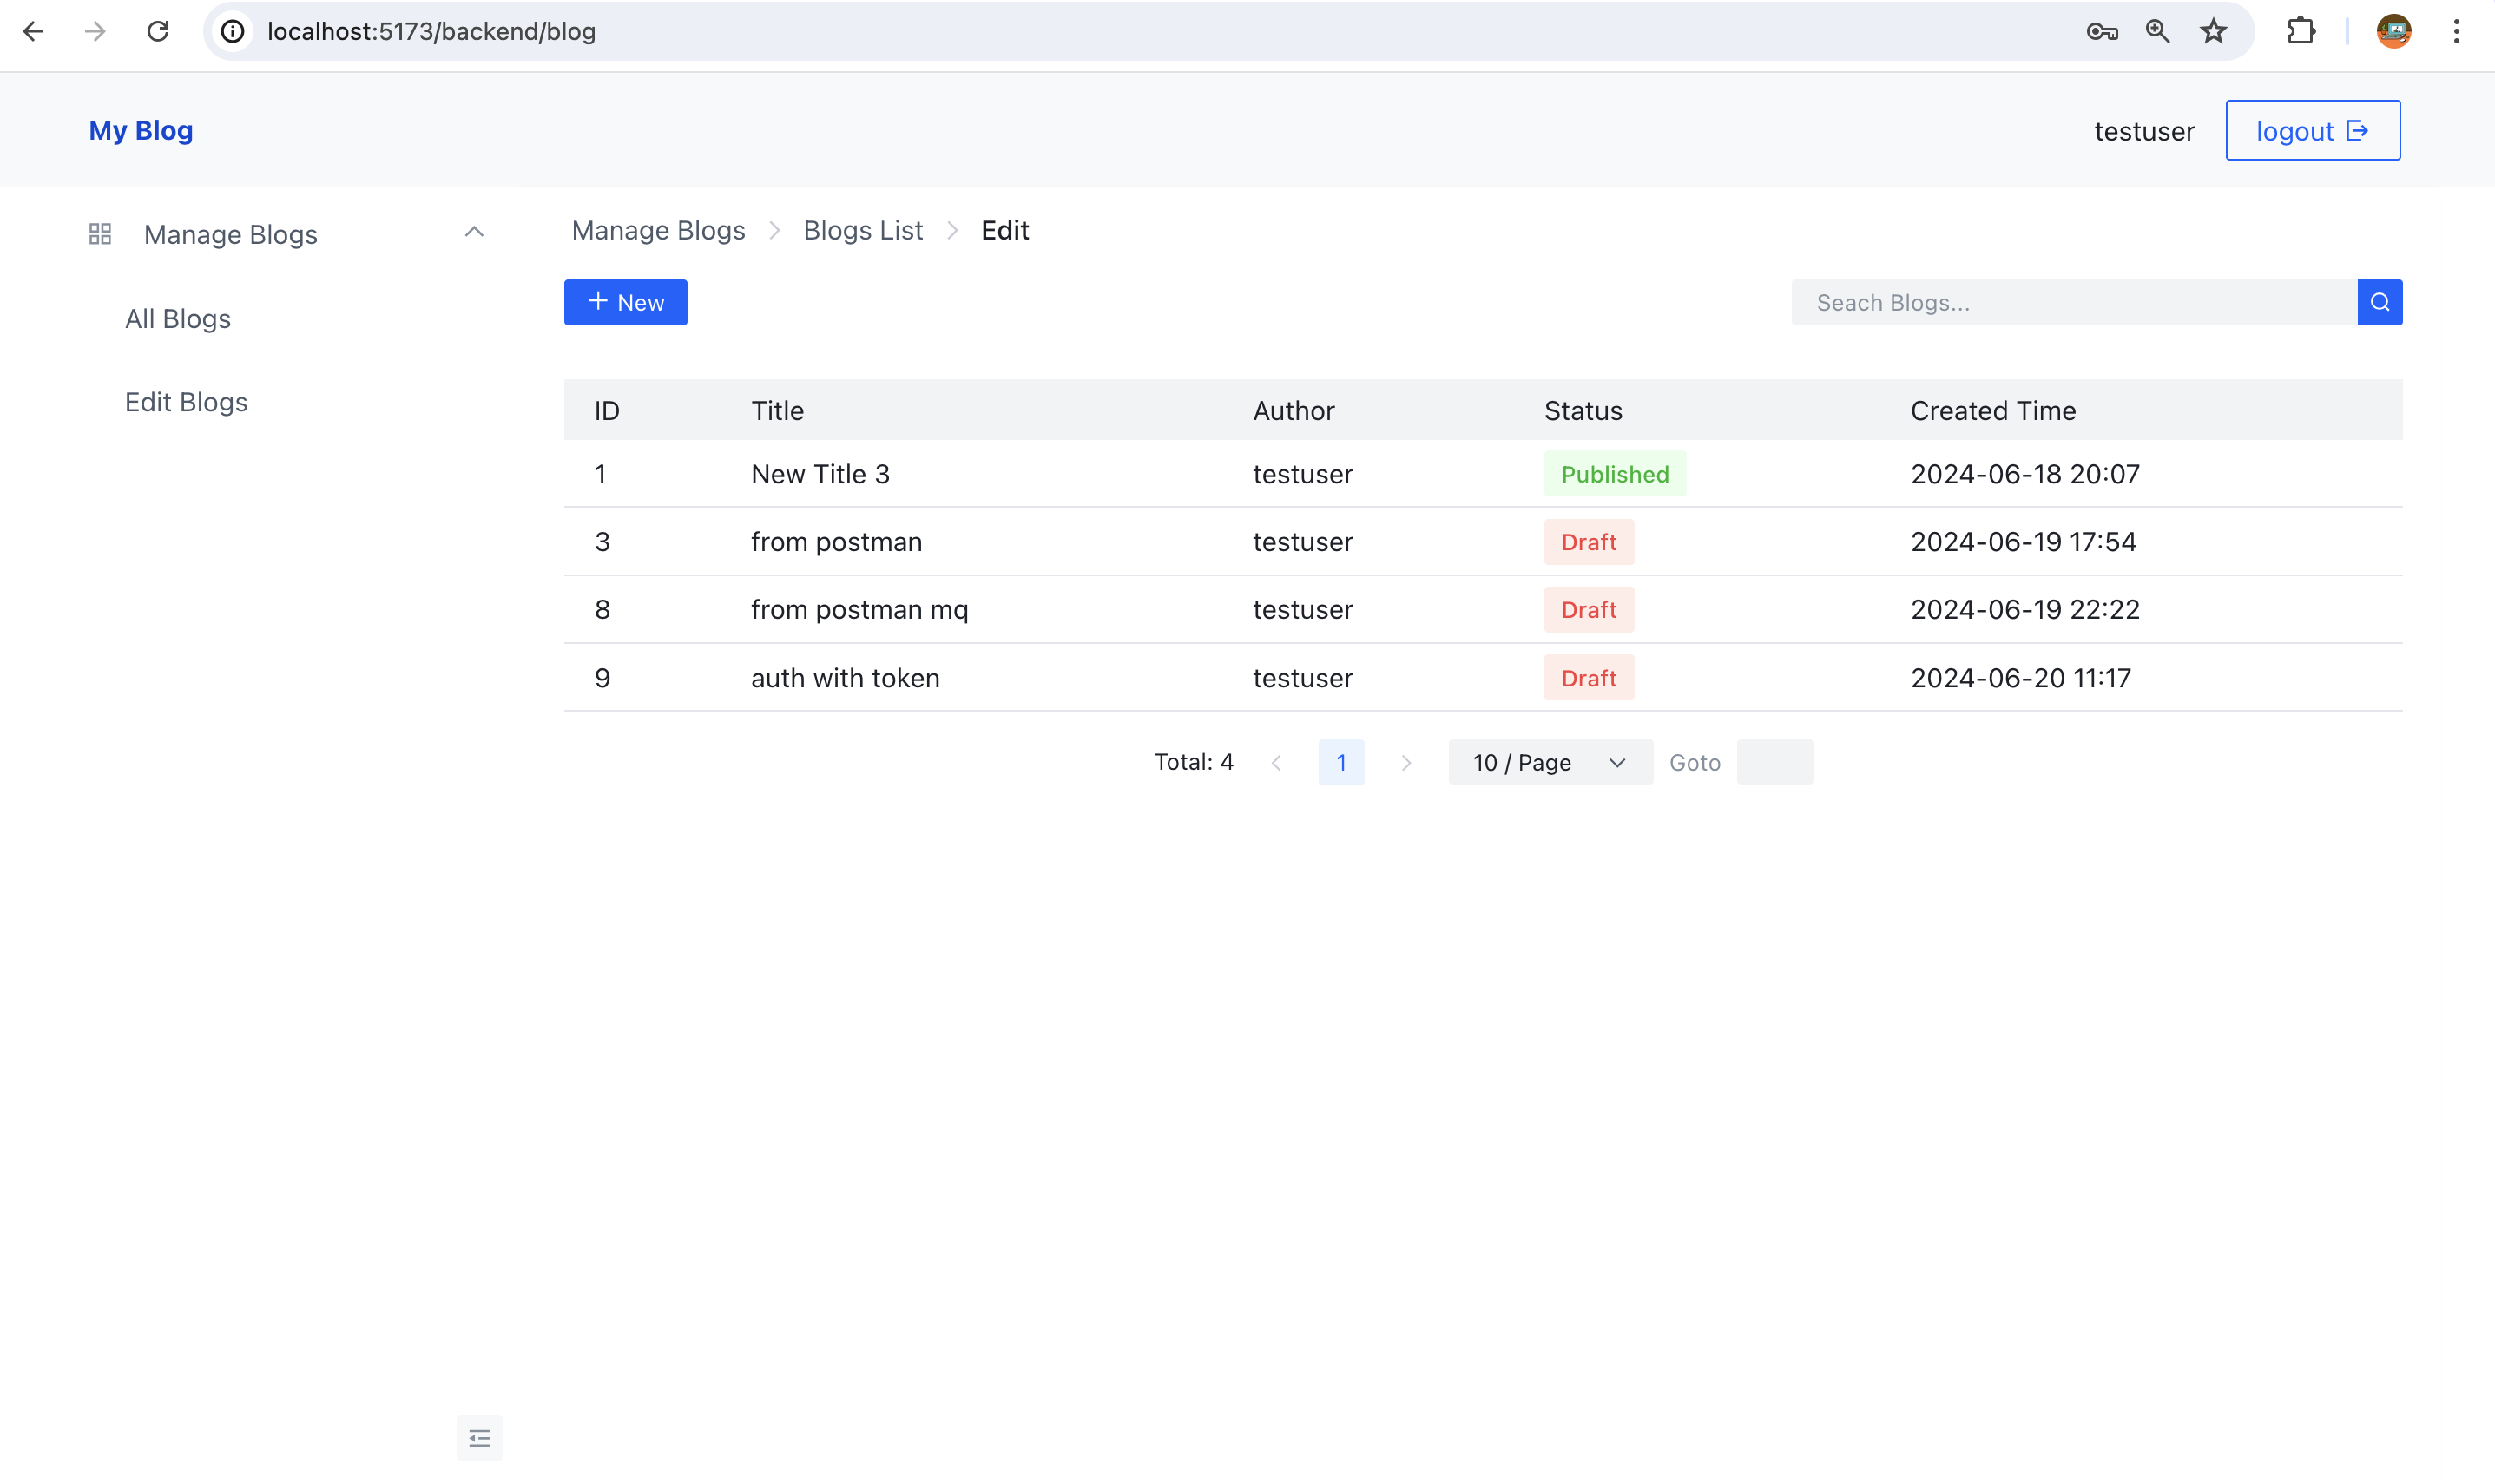 localhost:5173/backend/blog
My Blog
testuser
logout
Manage Blogs
All Blogs
Edit Blogs
Manage Blogs > Blogs List > Edit
+ New
Seach Blogs...
ID Title Author Status Created Time
1 New Title 3 testuser Published 2024-06-18 20:07
3 from postman testuser Draft 2024-06-19 17:54
8 from postman mq testuser Draft 2024-06-19 22:22
9 auth with token testuser Draft 2024-06-20 11:17
Total: 4 < 1 > 10 / Page Goto